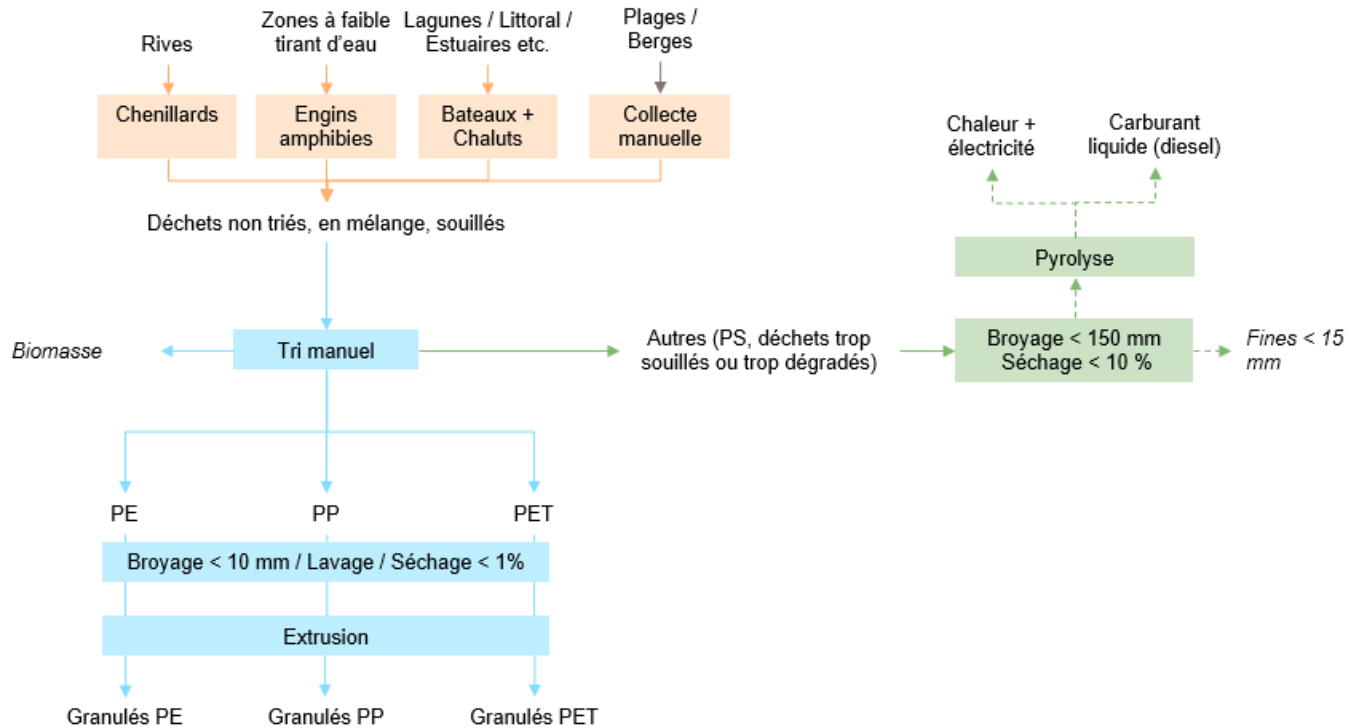 Rives
Zones à faible
tirant d'eau
Lagunes / Littoral /
Estuaires etc.
Plages /
Berges
Chenillards
Engins
amphibies
Bateaux +
Chaluts
Collecte
manuelle
Déchets non triés, en mélange, souillés
Chaleur +
électricité
Carburant
liquide (diesel)
Pyrolyse
Biomasse
Tri manuel
Autres (PS, déchets trop
souillés ou trop dégradés)
Broyage < 150 mm
Séchage < 10 %
Fines < 15
mm
PE
PP
PET
Broyage < 10 mm / Lavage / Séchage < 1%
Extrusion
Granulés PE
Granulés PP
Granulés PET